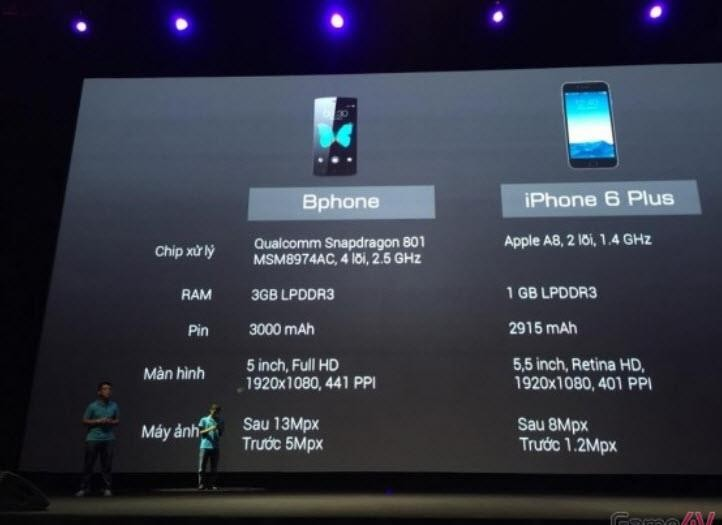 Bphone
iPhone 6 Plus
Chip xử lý
Qualcomm Snapdragon 801
MSM8974AC, 4 lõi, 2.5 GHz
Apple A8, 2 lõi, 1.4 GHz
RAM
3GB LPDDR3
1 GB LPDDR3
Pin
3000 mAh
2915 mAh
Màn hình
5 inch, Full HD
1920x1080, 441 PPI
5,5 inch, Retina HD,
1920x1080, 401 PPI
Máy ảnh
Sau 13Mpx
Trước 5Mpx
Sau 8Mpx
Trước 1.2Mpx